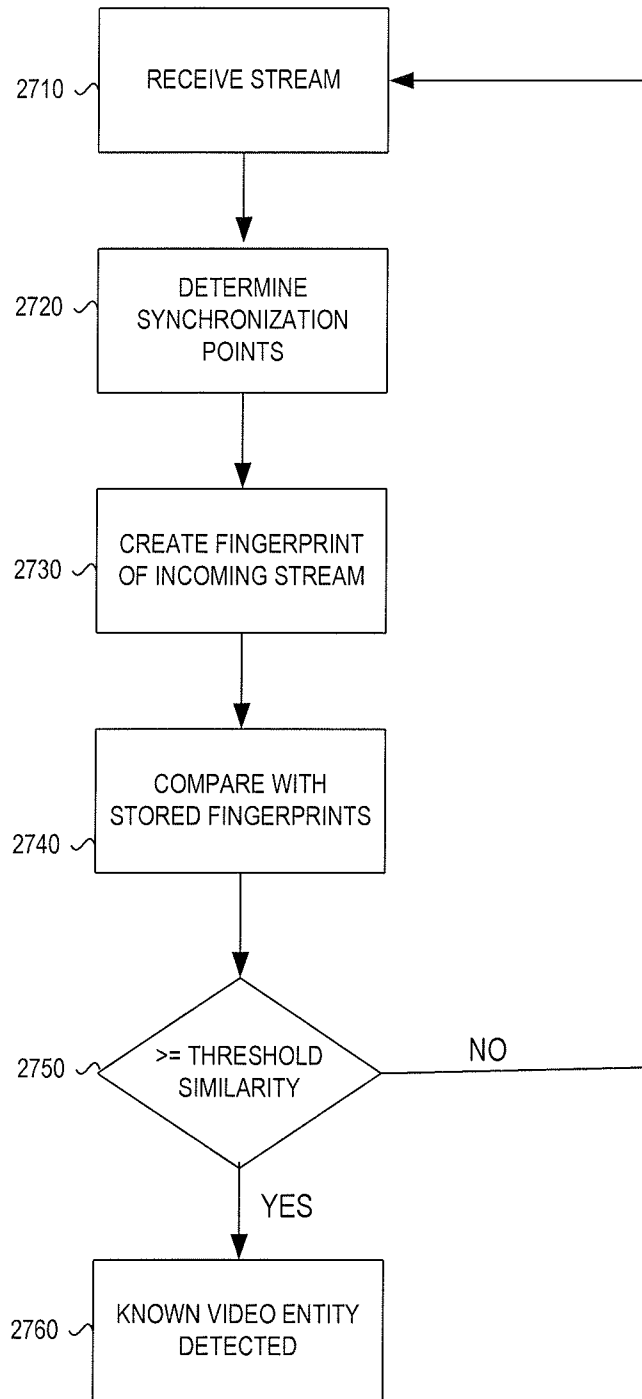 2710
RECEIVE STREAM
2720
DETERMINE
SYNCHRONIZATION
POINTS
2730
CREATE FINGERPRINT
OF INCOMING STREAM
2740
COMPARE WITH
STORED FINGERPRINTS
2750
>= THRESHOLD
SIMILARITY
NO
YES
2760
KNOWN VIDEO ENTITY
DETECTED